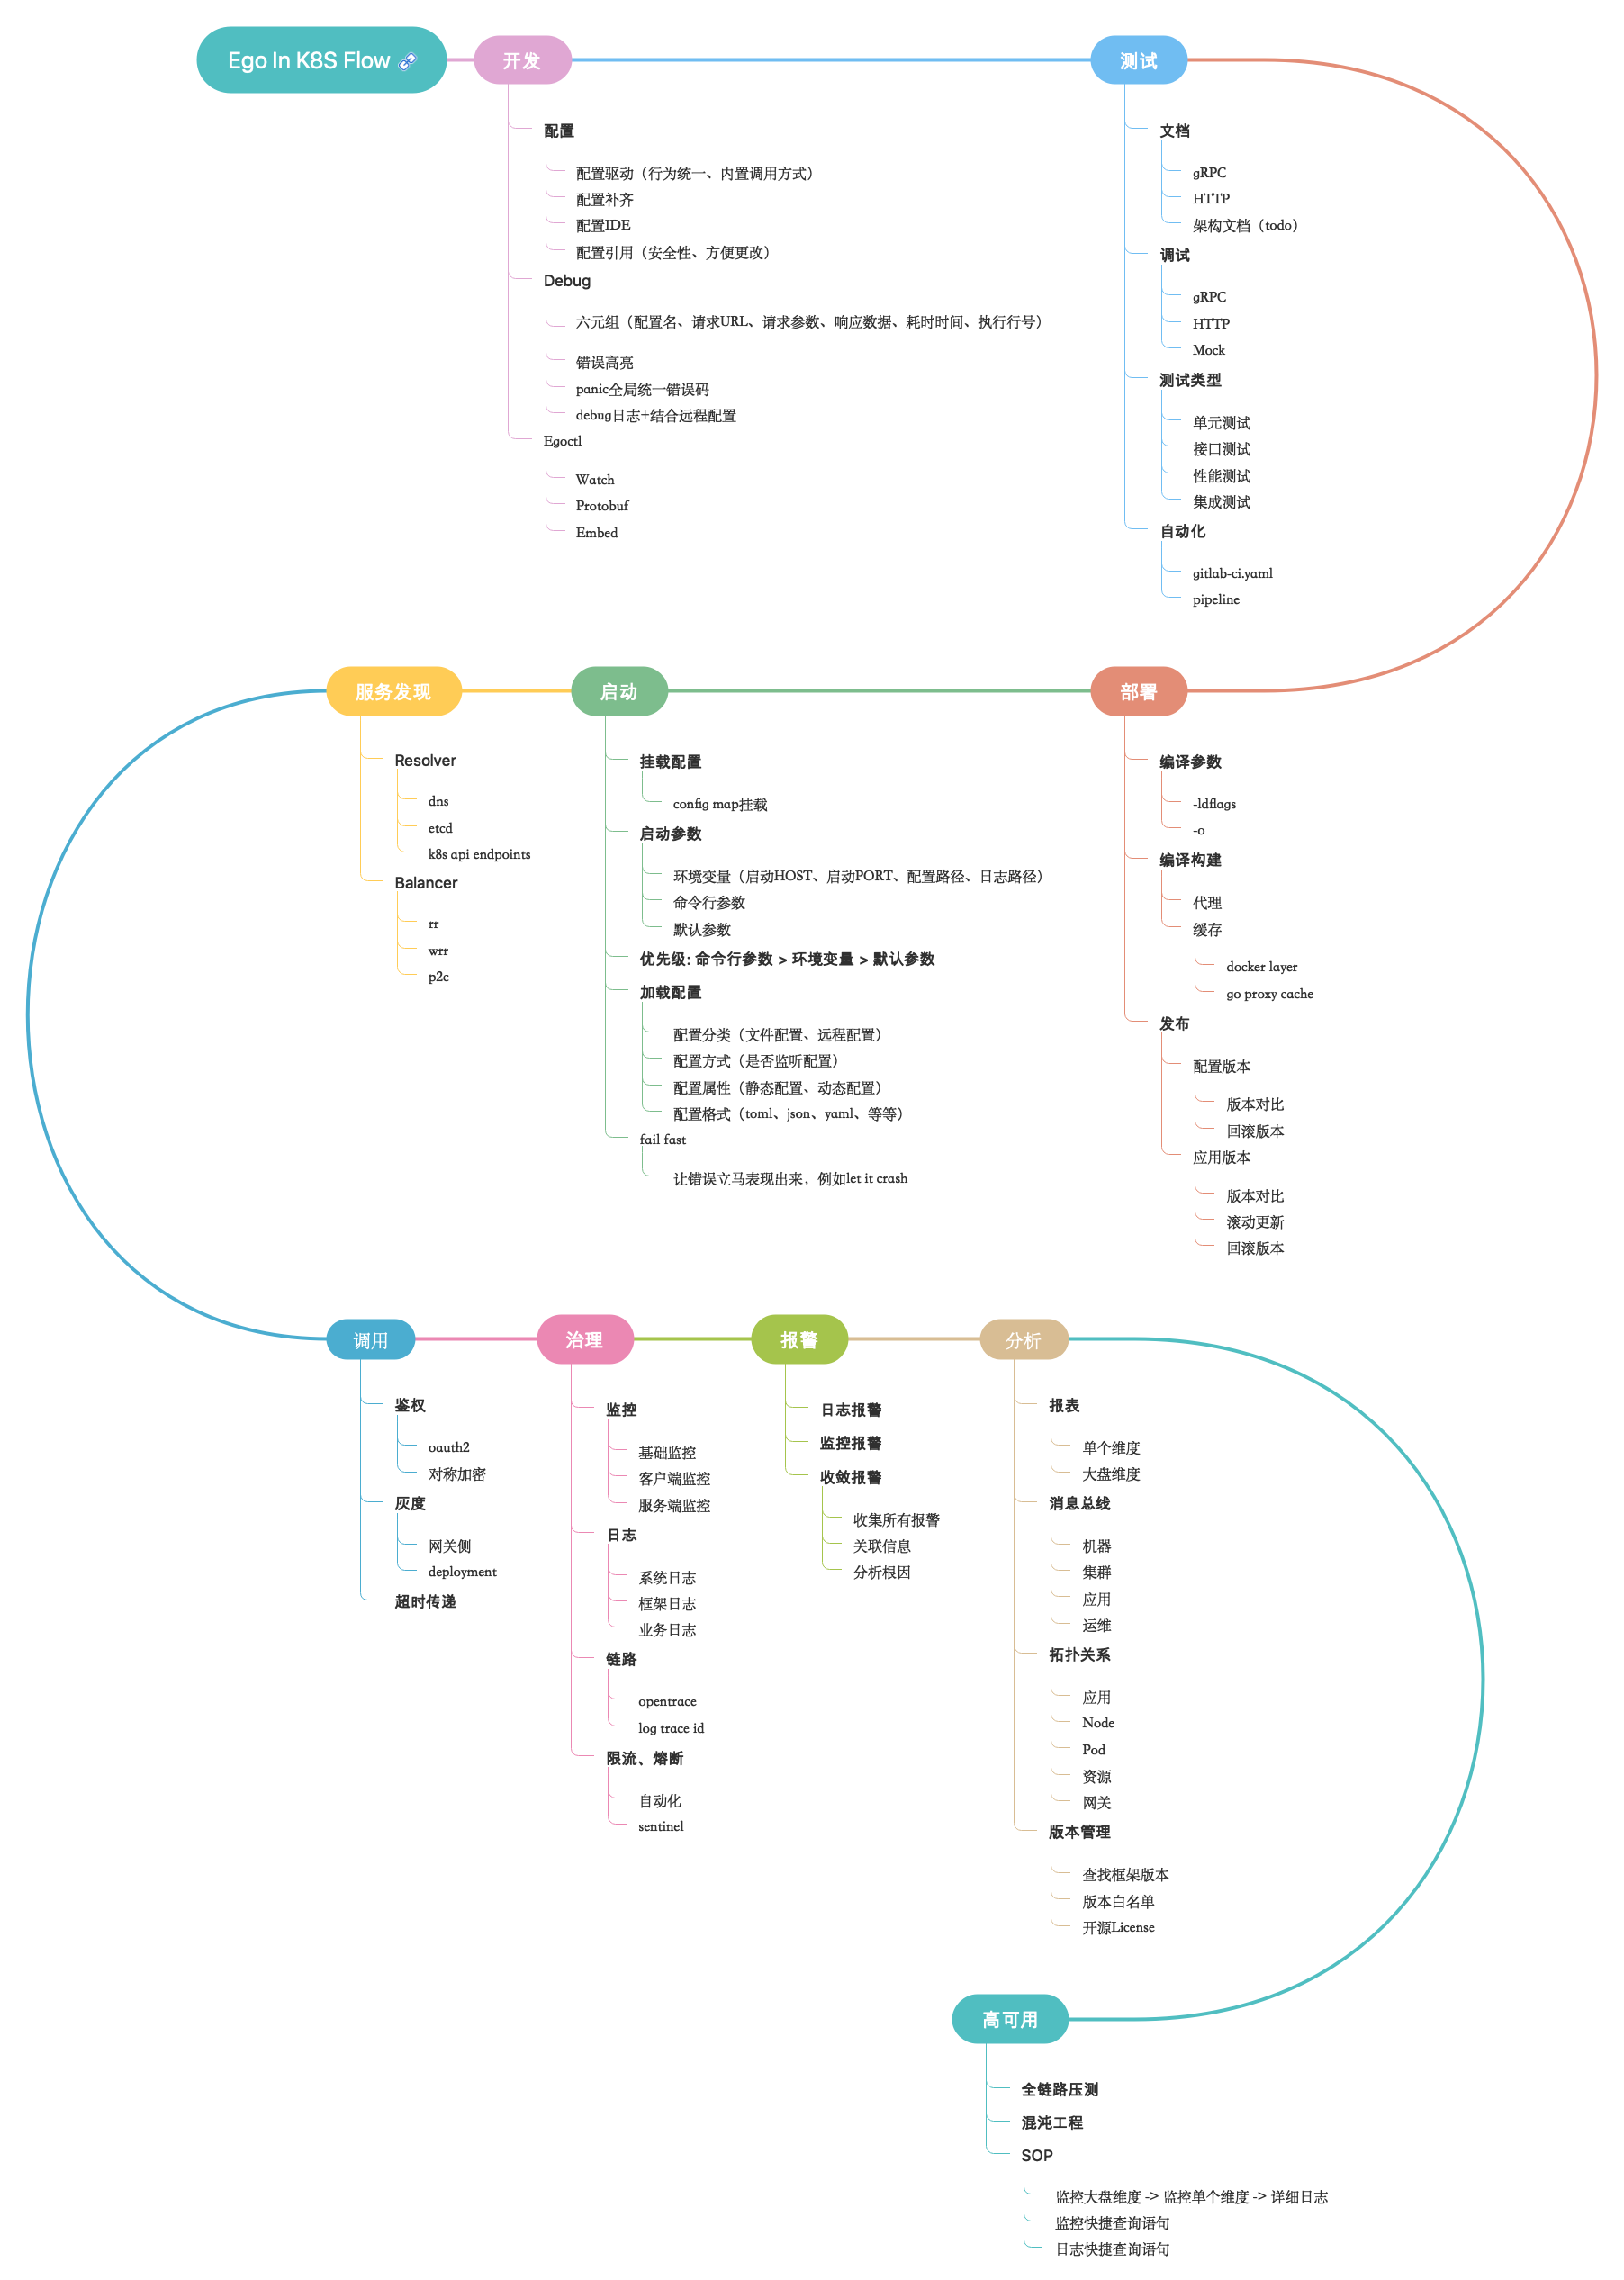 Ego In K8S Flow
开发
配置
配置驱动（行为统一、内置调用方式）
配置补齐
配置IDE
配置引用（安全性、方便更改）
Debug
六元组（配置名、请求URL、请求参数、响应数据、耗时时间、执行行号）
错误高亮
panic全局统一错误码
debug日志+结合远程配置
Egoctl
Watch
Protobuf
Embed
测试
文档
gRPC
HTTP
架构文档（todo）
调试
gRPC
HTTP
Mock
测试类型
单元测试
接口测试
性能测试
集成测试
自动化
gitlab-ci.yaml
pipeline
部署
编译参数
-ldflags
-o
编译构建
代理
缓存
docker layer
go proxy cache
发布
配置版本
版本对比
回滚版本
应用版本
版本对比
滚动更新
回滚版本
启动
挂载配置
config map挂载
启动参数
环境变量（启动HOST、启动PORT、配置路径、日志路径）
命令行参数
默认参数
优先级: 命令行参数 > 环境变量 > 默认参数
加载配置
配置分类（文件配置、远程配置）
配置方式（是否监听配置）
配置属性（静态配置、动态配置）
配置格式（toml、json、yaml、等等）
fail fast
让错误立马表现出来，例如let it crash
服务发现
Resolver
dns
etcd
k8s api endpoints
Balancer
rr
wrr
p2c
调用
鉴权
oauth2
对称加密
灰度
网关侧
deployment
超时传递
治理
监控
基础监控
客户端监控
服务端监控
日志
系统日志
框架日志
业务日志
链路
opentrace
log trace id
限流、熔断
自动化
sentinel
报警
日志报警
监控报警
收敛报警
收集所有报警
关联信息
分析根因
分析
报表
单个维度
大盘维度
消息总线
机器
集群
应用
运维
拓扑关系
应用
Node
Pod
资源
网关
版本管理
查找框架版本
版本白名单
开源License
高可用
全链路压测
混沌工程
SOP
监控大盘维度 -> 监控单个维度 -> 详细日志
监控快捷查询语句
日志快捷查询语句